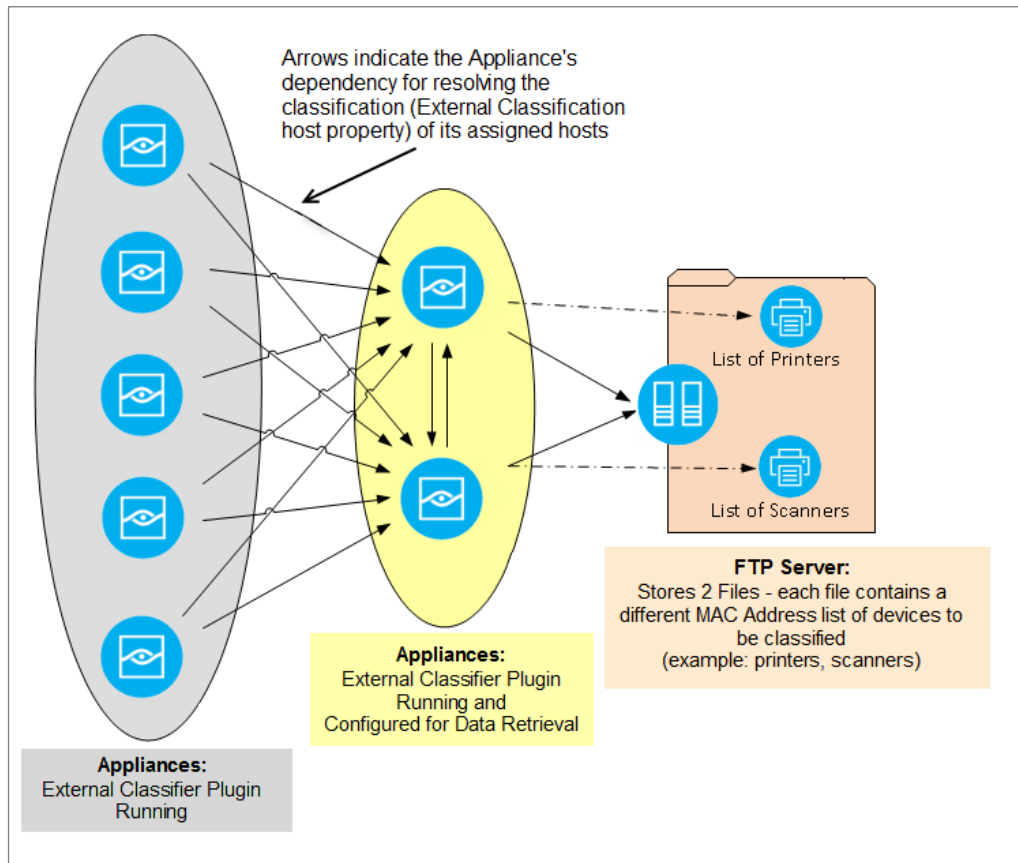 Arrows indicate the Appliance's
dependency for resolving the
classification (External Classification
host property) of its assigned hosts
List of Printers
List of Scanners
FTP Server:
Stores 2 Files - each file contains a
different MAC Address list of devices to
be classified
(example: printers, scanners)
Appliances:
External Classifier Plugin
Running and
Configured for Data Retrieval
Appliances:
External Classifier Plugin
Running